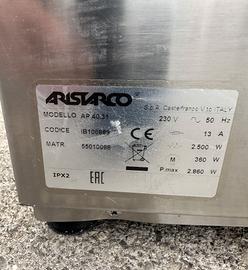 ARISTARCO S.p.A. Castelfranco V.to ITALY
MODELLO AP 40.31 230 V ~ 50 Hz
CODICE 13 A
MATR. 55010088 2.500 W
M 360 W
IPX2 EAC P.max 2.860 W